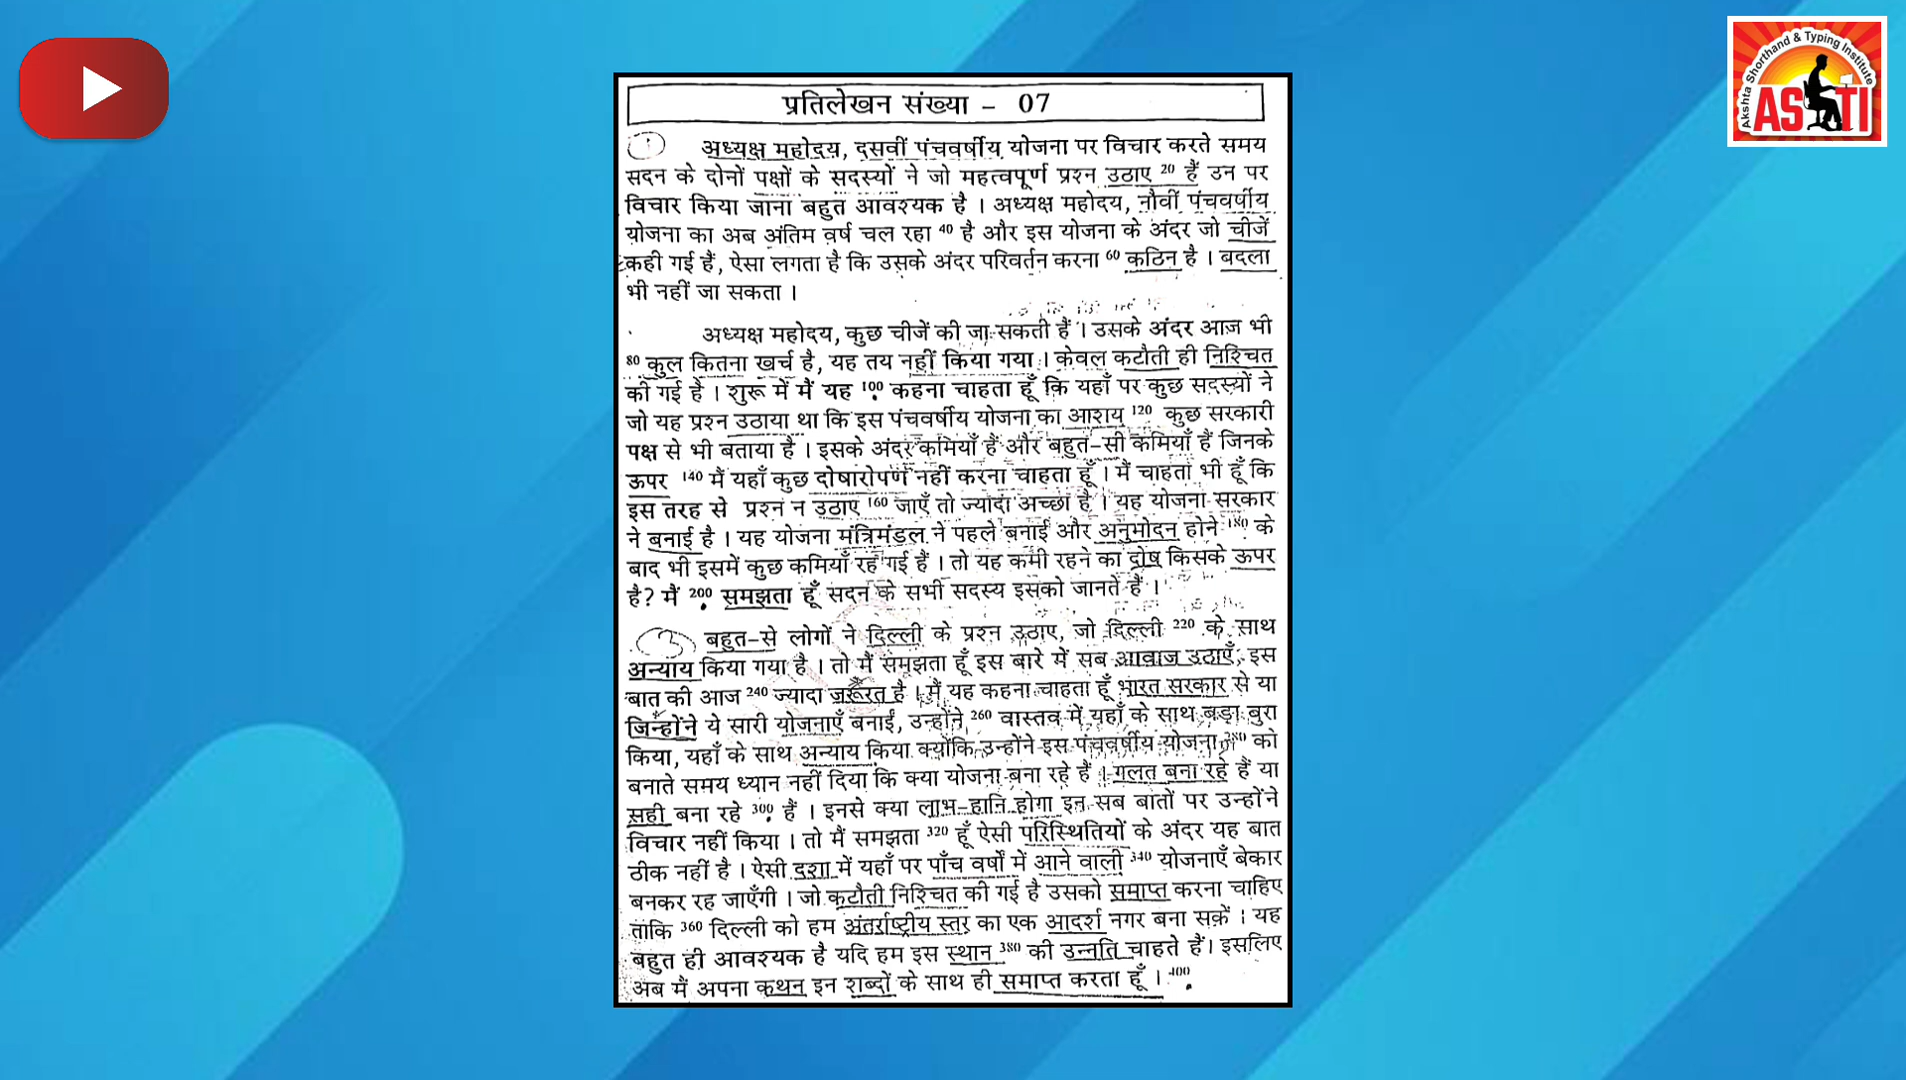 Akshta Shorthand & Typing Institute
ASTI
प्रतिलेखन संख्या - 07
1 अध्यक्ष महोदय, दसवीं पंचवर्षीय योजना पर विचार करते समय
सदन के दोनों पक्षों के सदस्यों ने जो महत्वपूर्ण प्रश्न उठाए 20 हैं उन पर
विचार किया जाना बहुत आवश्यक है । अध्यक्ष महोदय, नौवीं पंचवर्षीय
योजना का अब अंतिम वर्ष चल रहा 40 है और इस योजना के अंदर जो चीजें
कही गई हैं, ऐसा लगता है कि उसके अंदर परिवर्तन करना 60 कठिन है । बदला
भी नहीं जा सकता ।
अध्यक्ष महोदय, कुछ चीजें की जा सकती हैं । उसके अंदर आज भी
80 कुल कितना खर्च है, यह तय नहीं किया गया । केवल कटौती ही निश्चित
की गई है । शुरू में मैं यह 100 कहना चाहता हूँ कि यहाँ पर कुछ सदस्यों ने
जो यह प्रश्न उठाया था कि इस पंचवर्षीय योजना का आशय 120 कुछ सरकारी
पक्ष से भी बताया है । इसके अंदर कमियाँ हैं और बहुत-सी कमियाँ हैं जिनके
ऊपर 140 मैं यहाँ कुछ दोषारोपण नहीं करना चाहता हूँ । मैं चाहता भी हूँ कि
इस तरह से प्रश्न न उठाए 160 जाएँ तो ज्यादा अच्छा है । यह योजना सरकार
ने बनाई है । यह योजना मंत्रिमंडल ने पहले बनाई और अनुमोदन होने 180 के
बाद भी इसमें कुछ कमियाँ रह गई हैं । तो यह कमी रहने का दोष किसके ऊपर
है? मैं 200 समझता हूँ सदन के सभी सदस्य इसको जानते हैं ।
बहुत-से लोगों ने दिल्ली के प्रश्न उठाए, जो दिल्ली 220 के साथ
अन्याय किया गया है । तो मैं समझता हूँ इस बारे में सब आवाज उठाएँ, इस
बात की आज 240 ज्यादा जरूरत है । मैं यह कहना चाहता हूँ भारत सरकार से या
जिन्होंने ये सारी योजनाएँ बनाईं, उन्होंने 260 वास्तव में यहाँ के साथ बड़ा बुरा
किया, यहाँ के साथ अन्याय किया क्योंकि उन्होंने इस पंचवर्षीय योजना 280 को
बनाते समय ध्यान नहीं दिया कि क्या योजना बना रहे हैं । गलत बना रहे हैं या
सही बना रहे 300 हैं । इनसे क्या लाभ-हानि होगा इन सब बातों पर उन्होंने
विचार नहीं किया । तो मैं समझता 320 हूँ ऐसी परिस्थितियों के अंदर यह बात
ठीक नहीं है । ऐसी दशा में यहाँ पर पाँच वर्षों में आने वाली 340 योजनाएँ बेकार
बनकर रह जाएँगी । जो कटौती निश्चित की गई है उसको समाप्त करना चाहिए
ताकि 360 दिल्ली को हम अंतर्राष्ट्रीय स्तर का एक आदर्श नगर बना सकें । यह
बहुत ही आवश्यक है यदि हम इस स्थान 380 की उन्नति चाहते हैं। इसलिए
अब मैं अपना कथन इन शब्दों के साथ ही समाप्त करता हूँ । 400